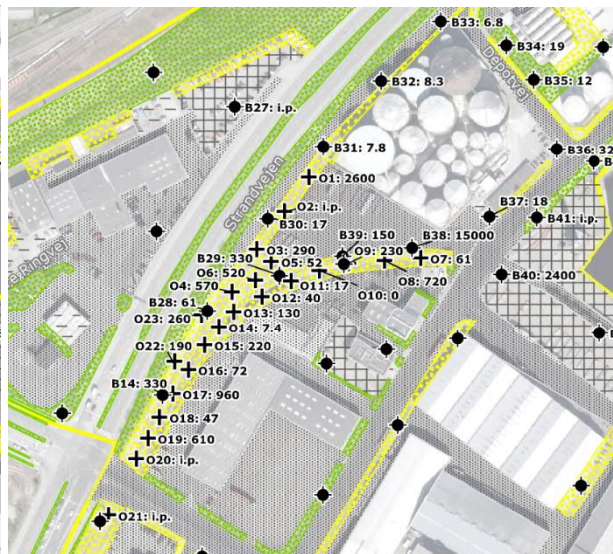 B33: 6.8
B34: 19
Depotvej
B32: 8.3
B35: 12
B27: i.p.
B31: 7.8
B36: 32
Strandvejen
O1: 2600
B37: 18
O2: i.p.
B41: i.p.
B30: 17
B39: 150
B38: 15000
O3: 290
B29: 330
O5: 52
O9: 230
O7: 61
O6: 520
B40: 2400
O4: 570
O11: 17
O8: 720
O12: 40
O10: 0
B28: 61
O23: 260
O13: 130
O14: 7.4
O22: 190
O15: 220
O16: 72
B14: 330
O17: 960
O18: 47
O19: 610
O20: i.p.
O21: i.p.